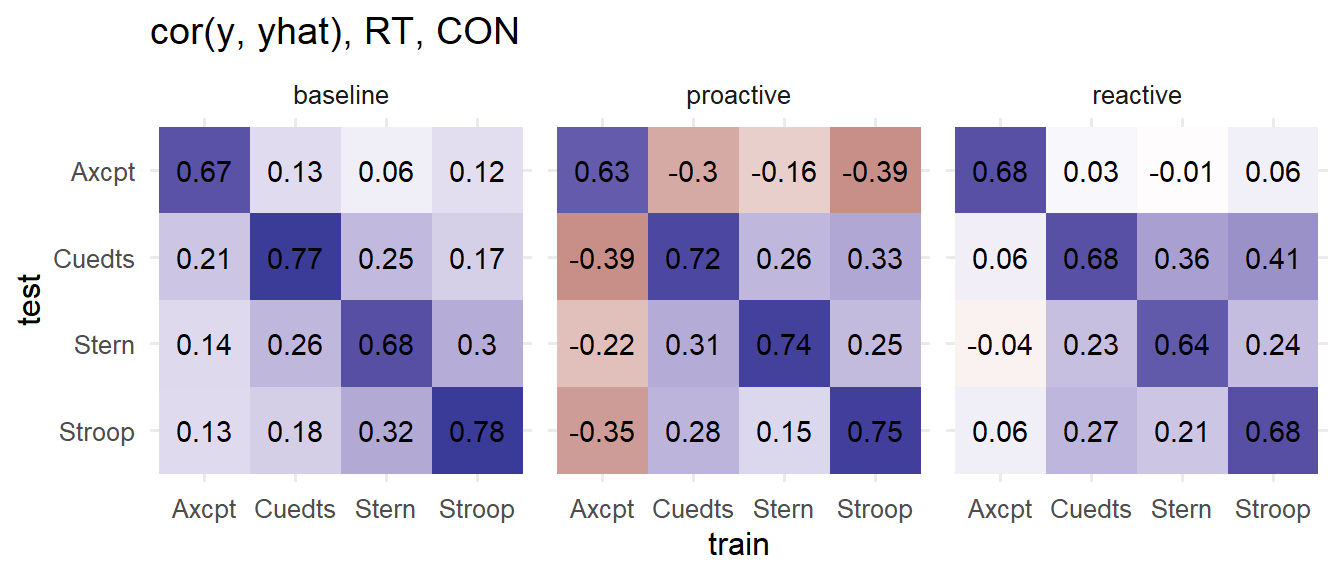 cor(y, yhat), RT, CON
baseline proactive reactive
Axcpt 0.67 0.13 0.06 0.12 0.63 -0.3 -0.16 -0.39 0.68 0.03 -0.01 0.06
Cuedts 0.21 0.77 0.25 0.17 -0.39 0.72 0.26 0.33 0.06 0.68 0.36 0.41
test
Stern 0.14 0.26 0.68 0.3 -0.22 0.31 0.74 0.25 -0.04 0.23 0.64 0.24
Stroop 0.13 0.18 0.32 0.78 -0.35 0.28 0.15 0.75 0.06 0.27 0.21 0.68
Axcpt Cuedts Stern Stroop Axcpt Cuedts Stern Stroop Axcpt Cuedts Stern Stroop
train